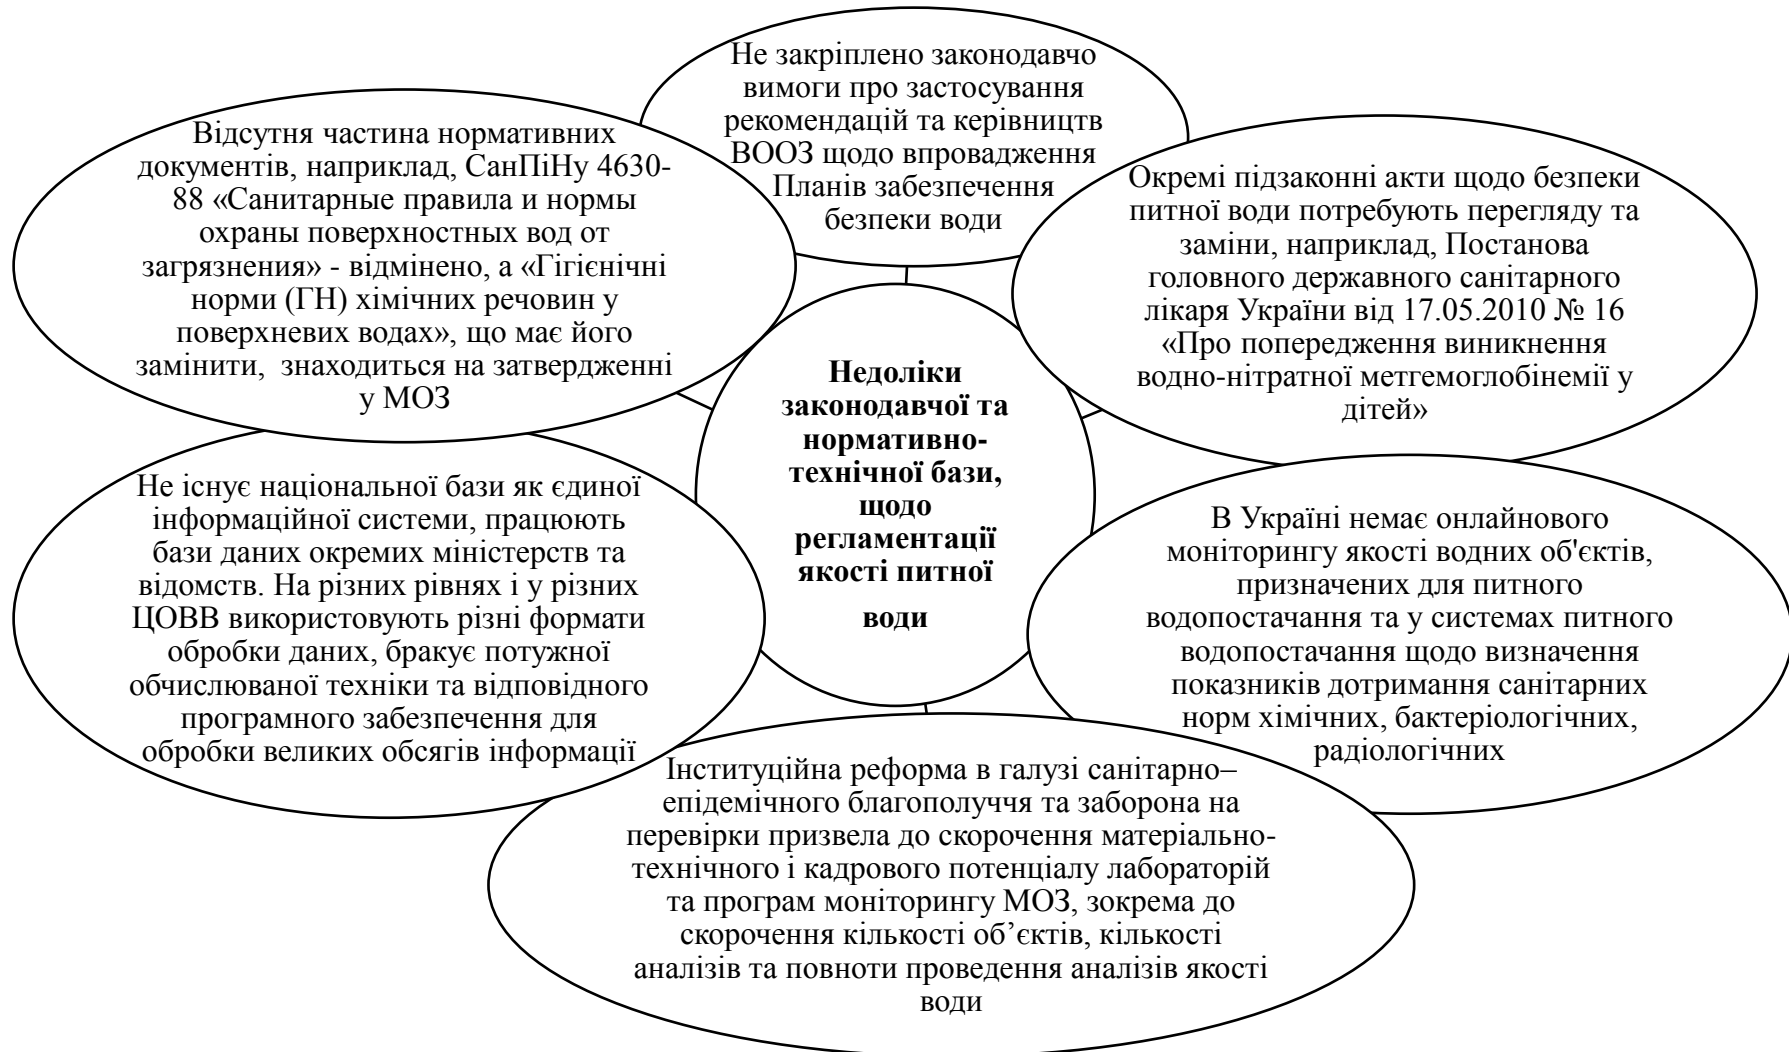 Не закріплено законодавчо
вимоги про застосування
рекомендацій та керівництв
ВООЗ щодо впровадження
Планів забезпечення
безпеки води
Відсутня частина нормативних
документів, наприклад, СанПіНу 4630-
88 «Санитарные правила и нормы
охраны поверхностных вод от
загрязнения» - відмінено, а «Гігієнічні
норми (ГН) хімічних речовин у
поверхневих водах», що має його
замінити, знаходиться на затвердженні
у МОЗ
Окремі підзаконні акти щодо безпеки
питної води потребують перегляду та
заміни, наприклад, Постанова
головного державного санітарного
лікаря України від 17.05.2010 № 16
«Про попередження виникнення
водно-нітратної метгемоглобінемії у
дітей»
Недоліки
законодавчої та
нормативно-
технічної бази,
щодо
регламентації
якості питної
води
Не існує національної бази як єдиної
інформаційної системи, працюють
бази даних окремих міністерств та
відомств. На різних рівнях і у різних
ЦОВВ використовують різні формати
обробки даних, бракує потужної
обчислюваної техніки та відповідного
програмного забезпечення для
обробки великих обсягів інформації
В Україні немає онлайнового
моніторингу якості водних об'єктів,
призначених для питного
водопостачання та у системах питного
водопостачання щодо визначення
показників дотримання санітарних
норм хімічних, бактеріологічних,
радіологічних
Інституційна реформа в галузі санітарно–
епідемічного благополуччя та заборона на
перевірки призвела до скорочення матеріально-
технічного і кадрового потенціалу лабораторій
та програм моніторингу МОЗ, зокрема до
скорочення кількості об’єктів, кількості
аналізів та повноти проведення аналізів якості
води